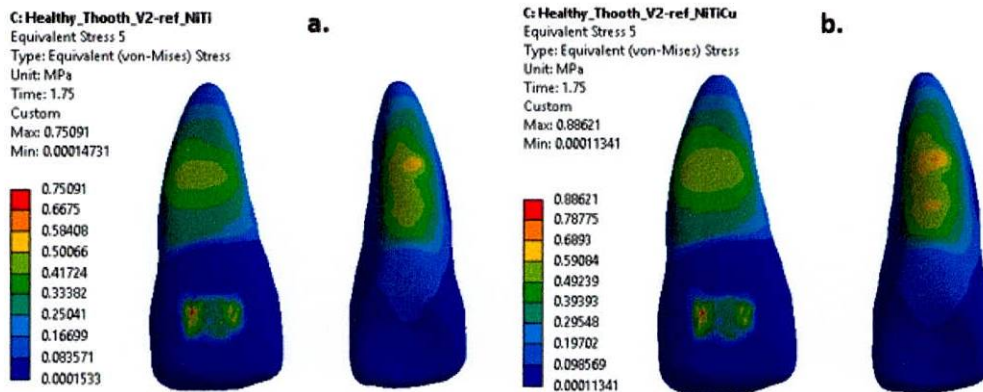 C: Healthy_Thooth_V2-ref_NiTi
Equivalent Stress 5
Type: Equivalent (von-Mises) Stress
Unit: MPa
Time: 1.75
Custom
Max: 0.75091
Min: 0.00014731
0.75091
0.6675
0.58408
0.50066
0.41724
0.33382
0.25041
0.16699
0.083571
0.0001533
a.
C: Healthy_Thooth_V2-ref_NiTiCu
Equivalent Stress 5
Type: Equivalent (von-Mises) Stress
Unit: MPa
Time: 1.75
Custom
Max: 0.88621
Min: 0.00011341
0.88621
0.78775
0.6893
0.59084
0.49239
0.39393
0.29548
0.19702
0.098569
0.00011341
b.